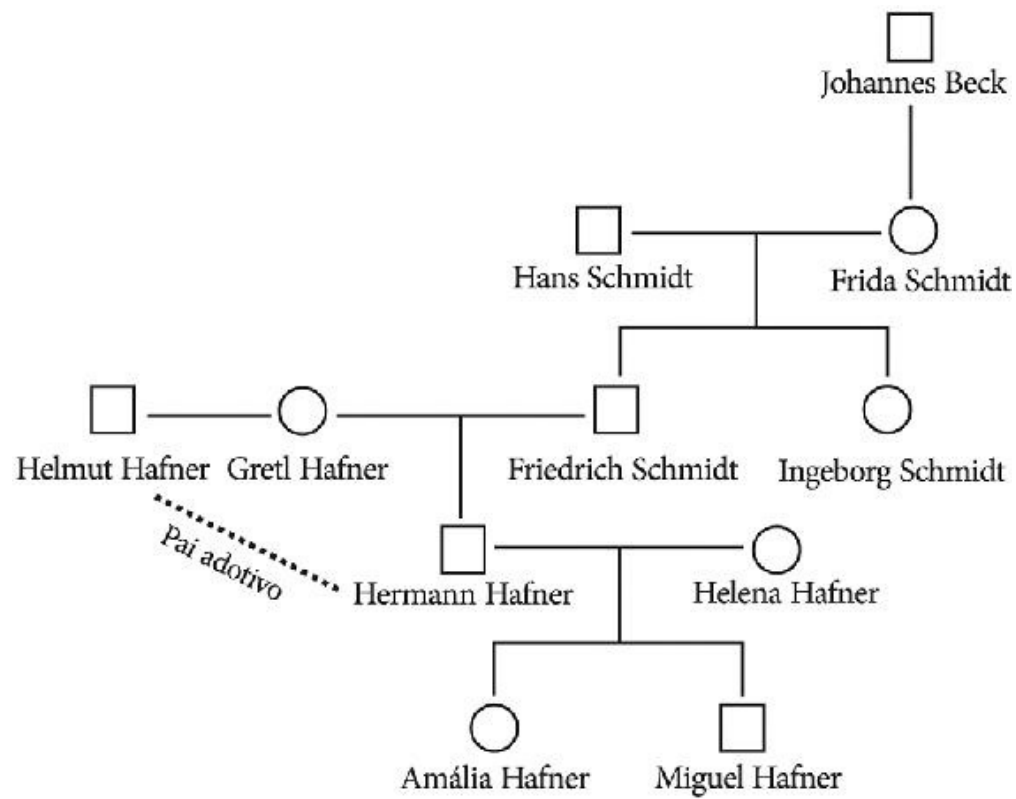 Johannes Beck
Hans Schmidt
Frida Schmidt
Helmut Hafner
Gretl Hafner
Friedrich Schmidt
Ingeborg Schmidt
Pai adotivo
Hermann Hafner
Helena Hafner
Amália Hafner
Miguel Hafner